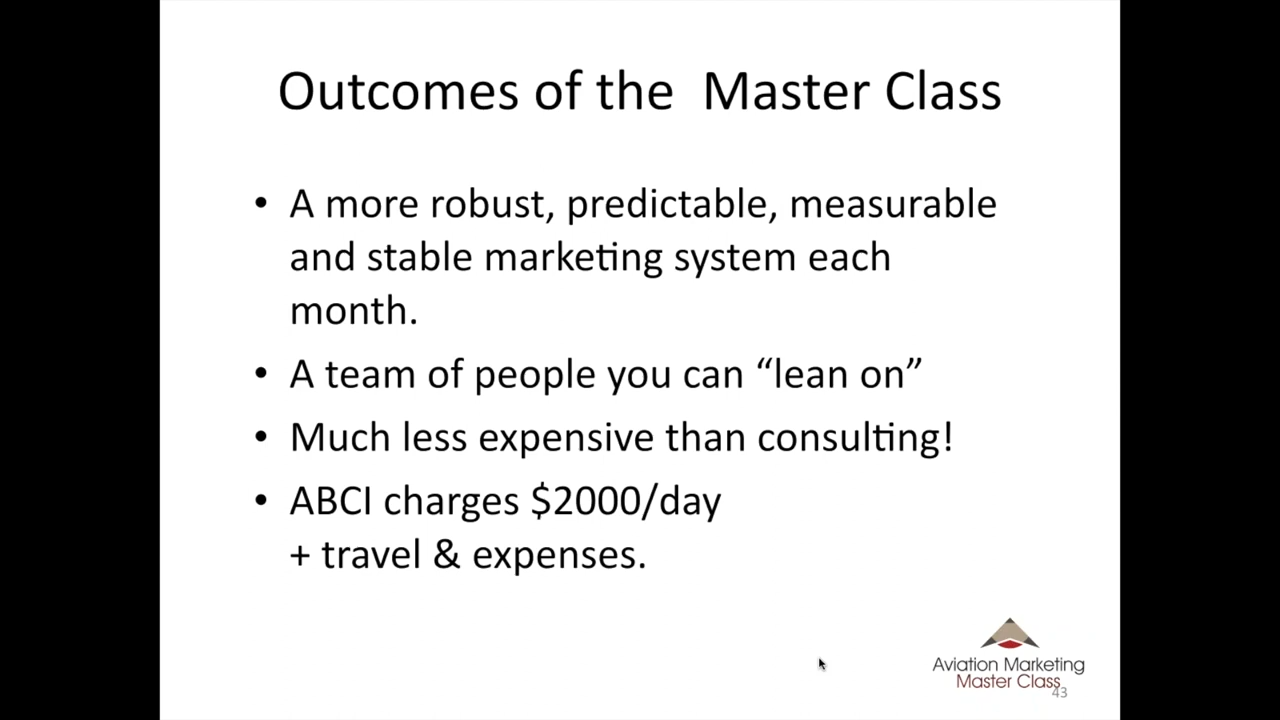 Outcomes of the  Master Class
• A more robust, predictable, measurable
and stable marketing system each
month.
• A team of people you can “lean on”
• Much less expensive than consulting!
• ABCI charges $2000/day
+ travel & expenses.
Aviation Marketing
Master Class
43